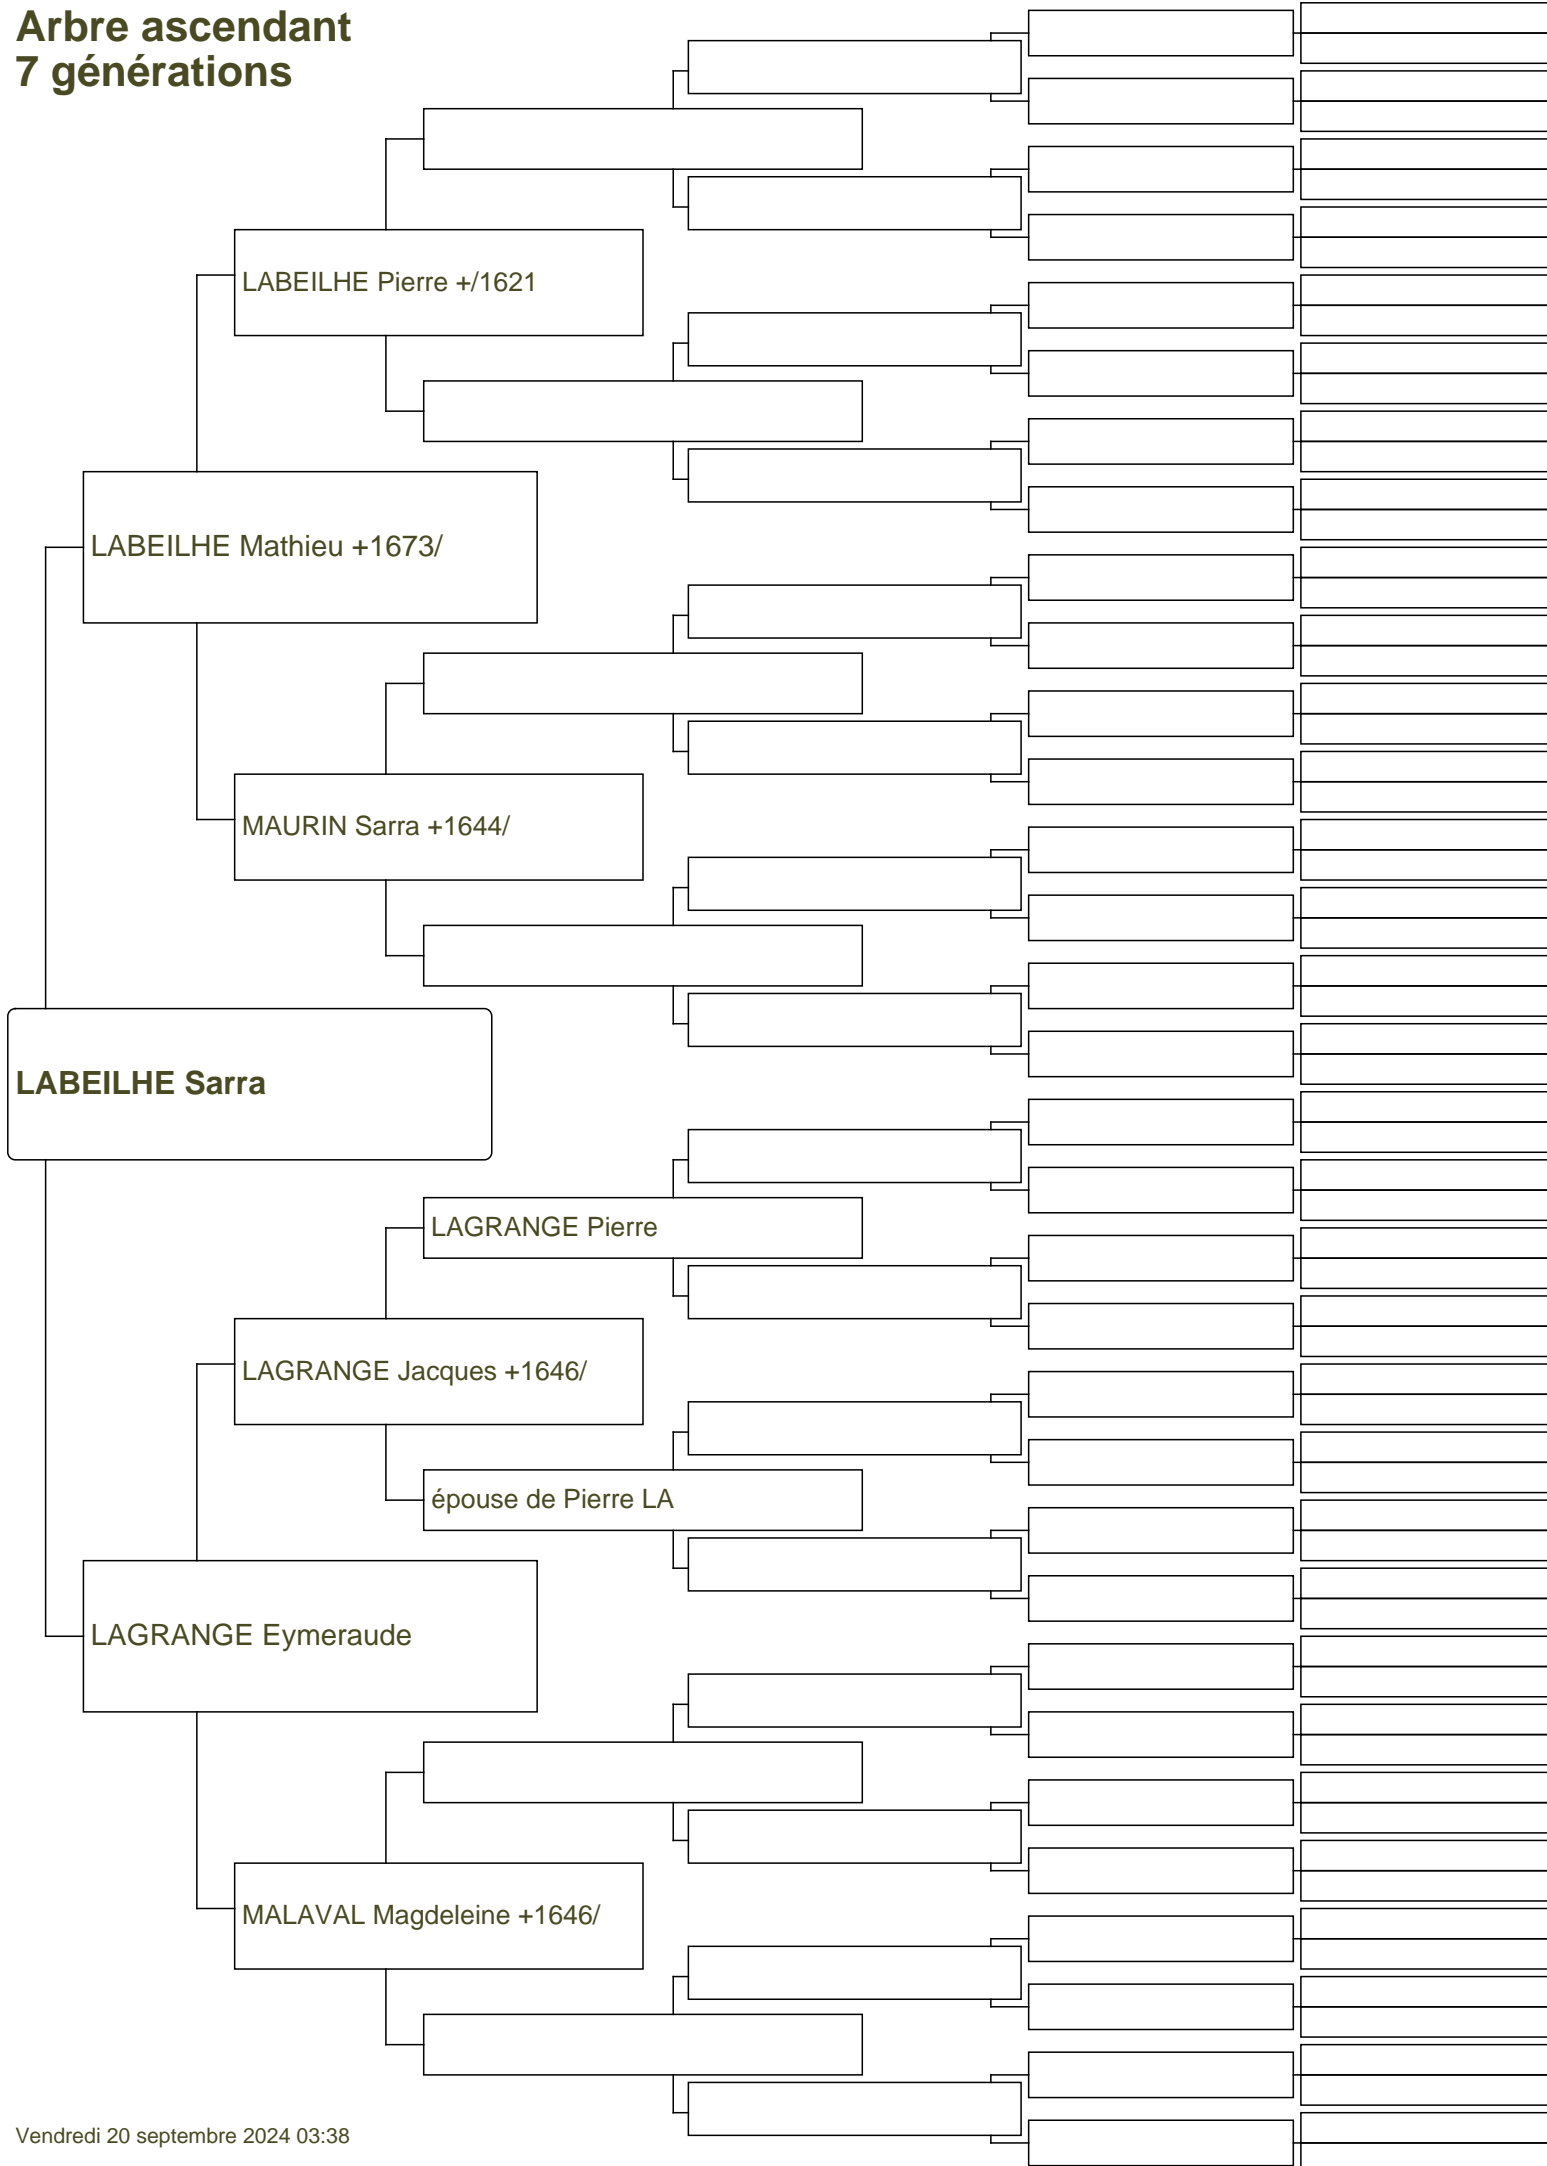 Arbre ascendant
7 générations
LABEILHE Pierre +/1621
LABEILHE Mathieu +1673/
MAURIN Sarra +1644/
LABEILHE Sarra
LAGRANGE Pierre
LAGRANGE Jacques +1646/
épouse de Pierre LA
LAGRANGE Eymeraude
MALAVAL Magdeleine +1646/
Vendredi 20 septembre 2024 03:38